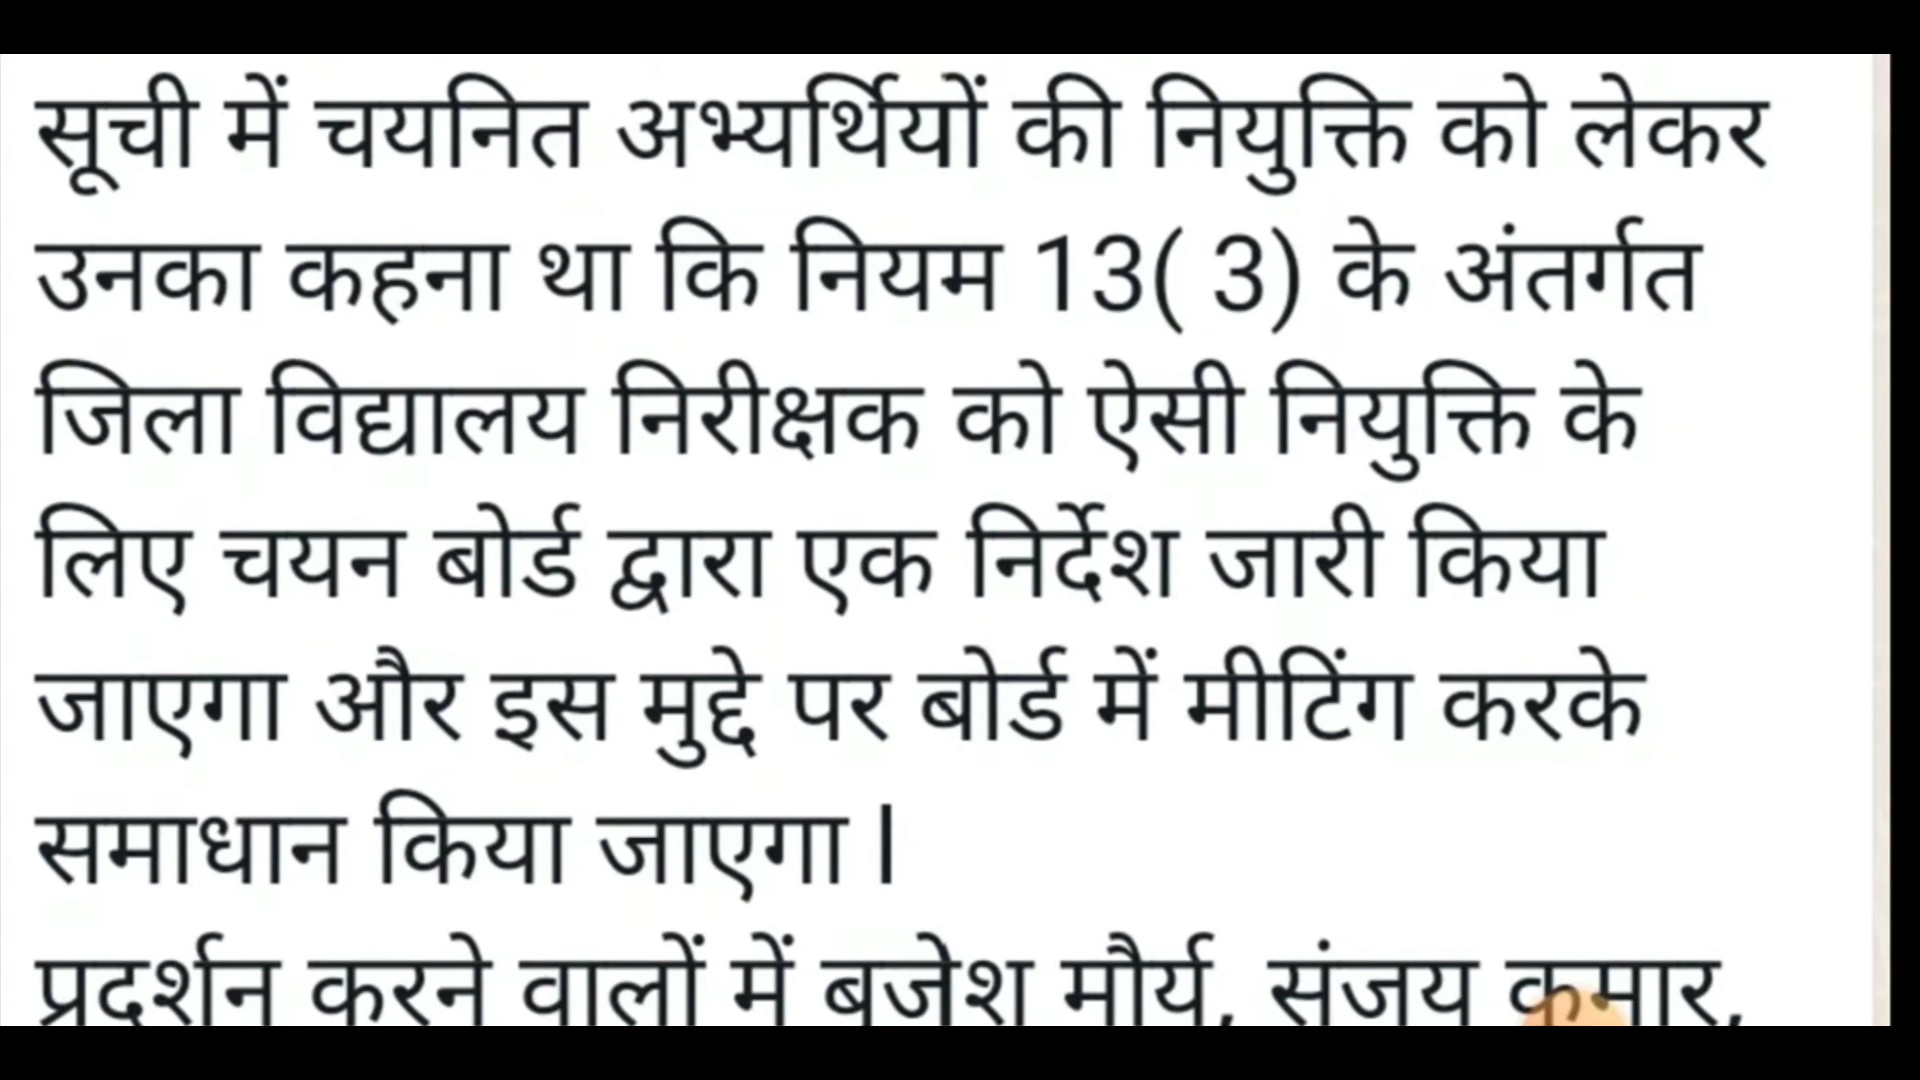 सूची में चयनित अभ्यर्थियों की नियुक्ति को लेकर
उनका कहना था कि नियम 13( 3) के अंतर्गत
जिला विद्यालय निरीक्षक को ऐसी नियुक्ति के
लिए चयन बोर्ड द्वारा एक निर्देश जारी किया
जाएगा और इस मुद्दे पर बोर्ड में मीटिंग करके
समाधान किया जाएगा l
प्रदर्शन करने वालों में बृजेश मौर्य, संजय कुमार,